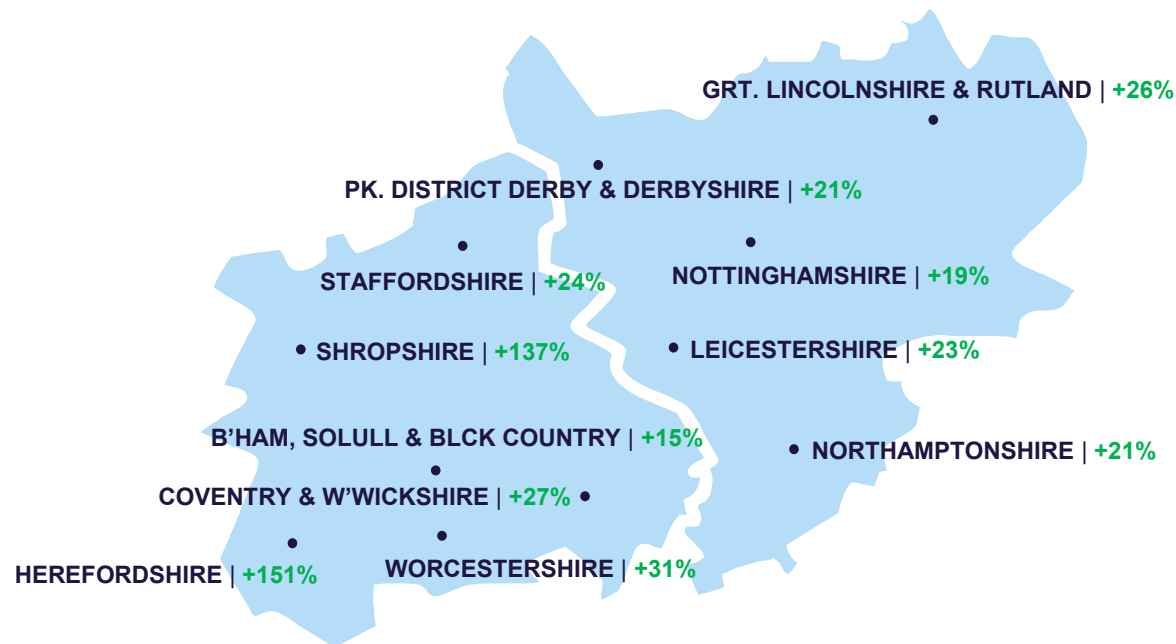 GRT. LINCOLNSHIRE & RUTLAND | +26%
PK. DISTRICT DERBY & DERBYSHIRE | +21%
STAFFORDSHIRE | +24%
NOTTINGHAMSHIRE | +19%
SHROPSHIRE | +137%
LEICESTERSHIRE | +23%
B’HAM, SOLULL & BLCK COUNTRY | +15%
NORTHAMPTONSHIRE | +21%
COVENTRY & W’WICKSHIRE | +27%
HEREFORDSHIRE | +151%
WORCESTERSHIRE | +31%